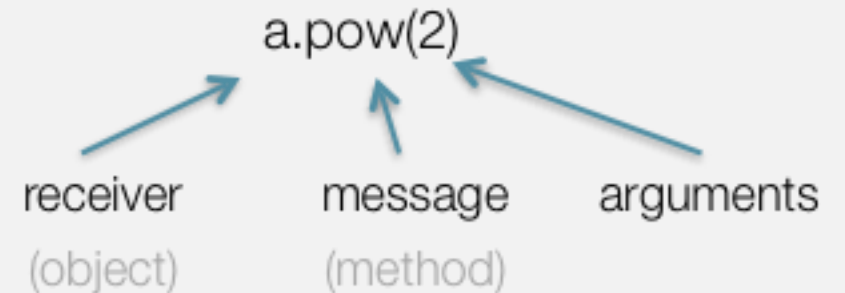 a.pow(2)
receiver message arguments
(object) (method)